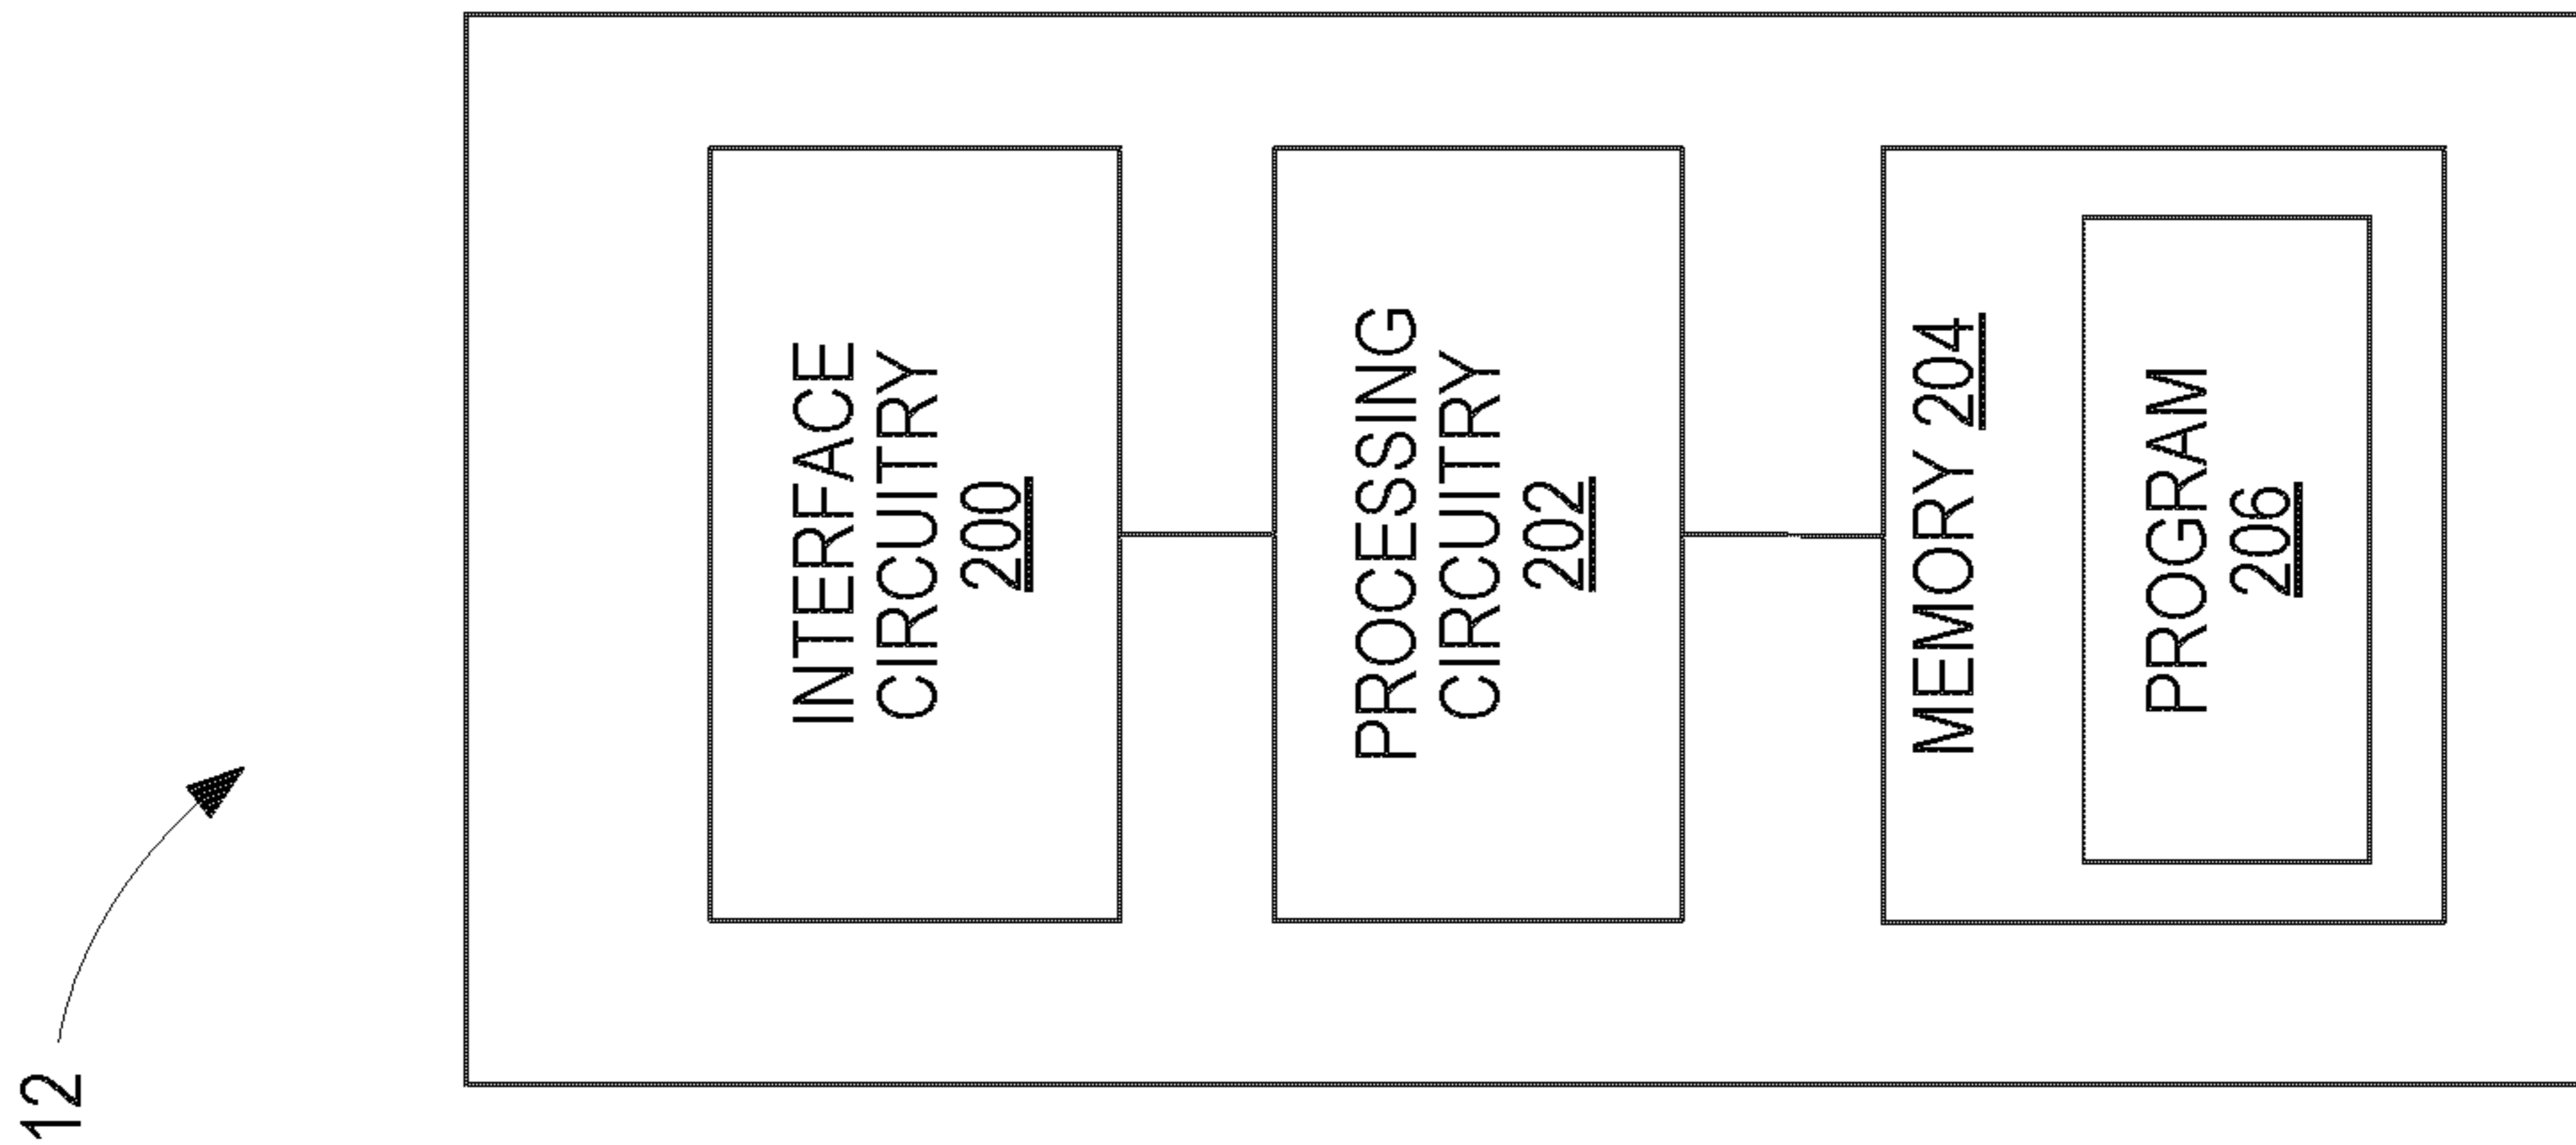 12
INTERFACE
CIRCUITRY
200
PROCESSING
CIRCUITRY
202
MEMORY 204
PROGRAM
206